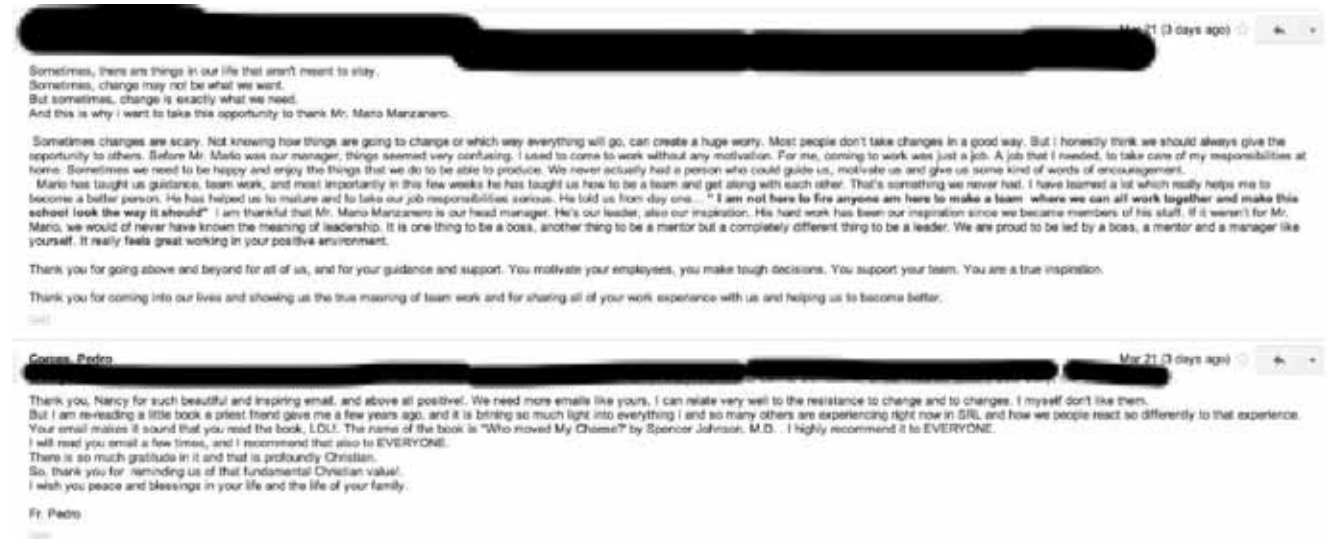 Mar 21 (3 days ago)
Sometimes, there are things in our life that aren't meant to stay.
Sometimes, change may not be what we want.
But sometimes, change is exactly what we need.
And this is why i want to take this opportunity to thank Mr. Mario Manzanero.
Sometimes changes are scary. Not knowing how things are going to change or which way everything will go, can create a huge worry. Most people don't take changes in a good way. But i honestly think we should always give the
opportunity to others. Before Mr. Mario was our manager, things seemed very confusing. I used to come to work without any motivation. For me, coming to work was just a job. A job that I needed, to take care of my responsibilities at
home. Sometimes we need to be happy and enjoy the things that we do to be able to produce. We never actually had a person who could guide us, motivate us and give us some kind of words of encouragement.
Mario has taught us guidance, team work, and most importantly in this few weeks he has taught us how to be a team and get along with each other. That's something we never had. I have learned a lot which really helps me to
become a better person. He has helped us to mature and to take our job responsibilities serious. He told us from day one... " I am not here to fire anyone am here to make a team where we can all work together and make this
school look the way it should" I am thankful that Mr. Mario Manzanero is our head manager. He's our leader, also our inspiration. His hard work has been our inspiration since we became members of his staff. If it weren't for Mr.
Mario, we would of never have known the meaning of leadership. It is one thing to be a boss, another thing to be a mentor but a completely different thing to be a leader. We are proud to be led by a boss, a mentor and a manager like
yourself. It really feels great working in your positive environment.
Thank you for going above and beyond for all of us, and for your guidance and support. You motivate your employees, you make tough decisions. You support your team. You are a true inspiration.
Thank you for coming into our lives and showing us the true meaning of team work and for sharing all of your work experience with us and helping us to become better.
Pedro
Mar 21 (3 days ago)
Thank you, Nancy for such beautiful and inspiring email, and above all positive!. We need more emails like yours. I can relate very well to the resistance to change and to changes. I myself don't like them.
But I am re-reading a little book a priest friend gave me a few years ago, and it is brining so much light into everything I and so many others are experiencing right now in SRL and how we people react so differently to that experience.
Your email makes it sound that you read the book, LOL!. The name of the book is "Who moved My Cheese?" by Spencer Johnson, M.D. . I highly recommend it to EVERYONE.
I will read you email a few times, and I recommend that also to EVERYONE.
There is so much gratitude in it and that is profoundly Christian.
So, thank you for reminding us of that fundamental Christian value!.
I wish you peace and blessings in your life and the life of your family.
Fr. Pedro